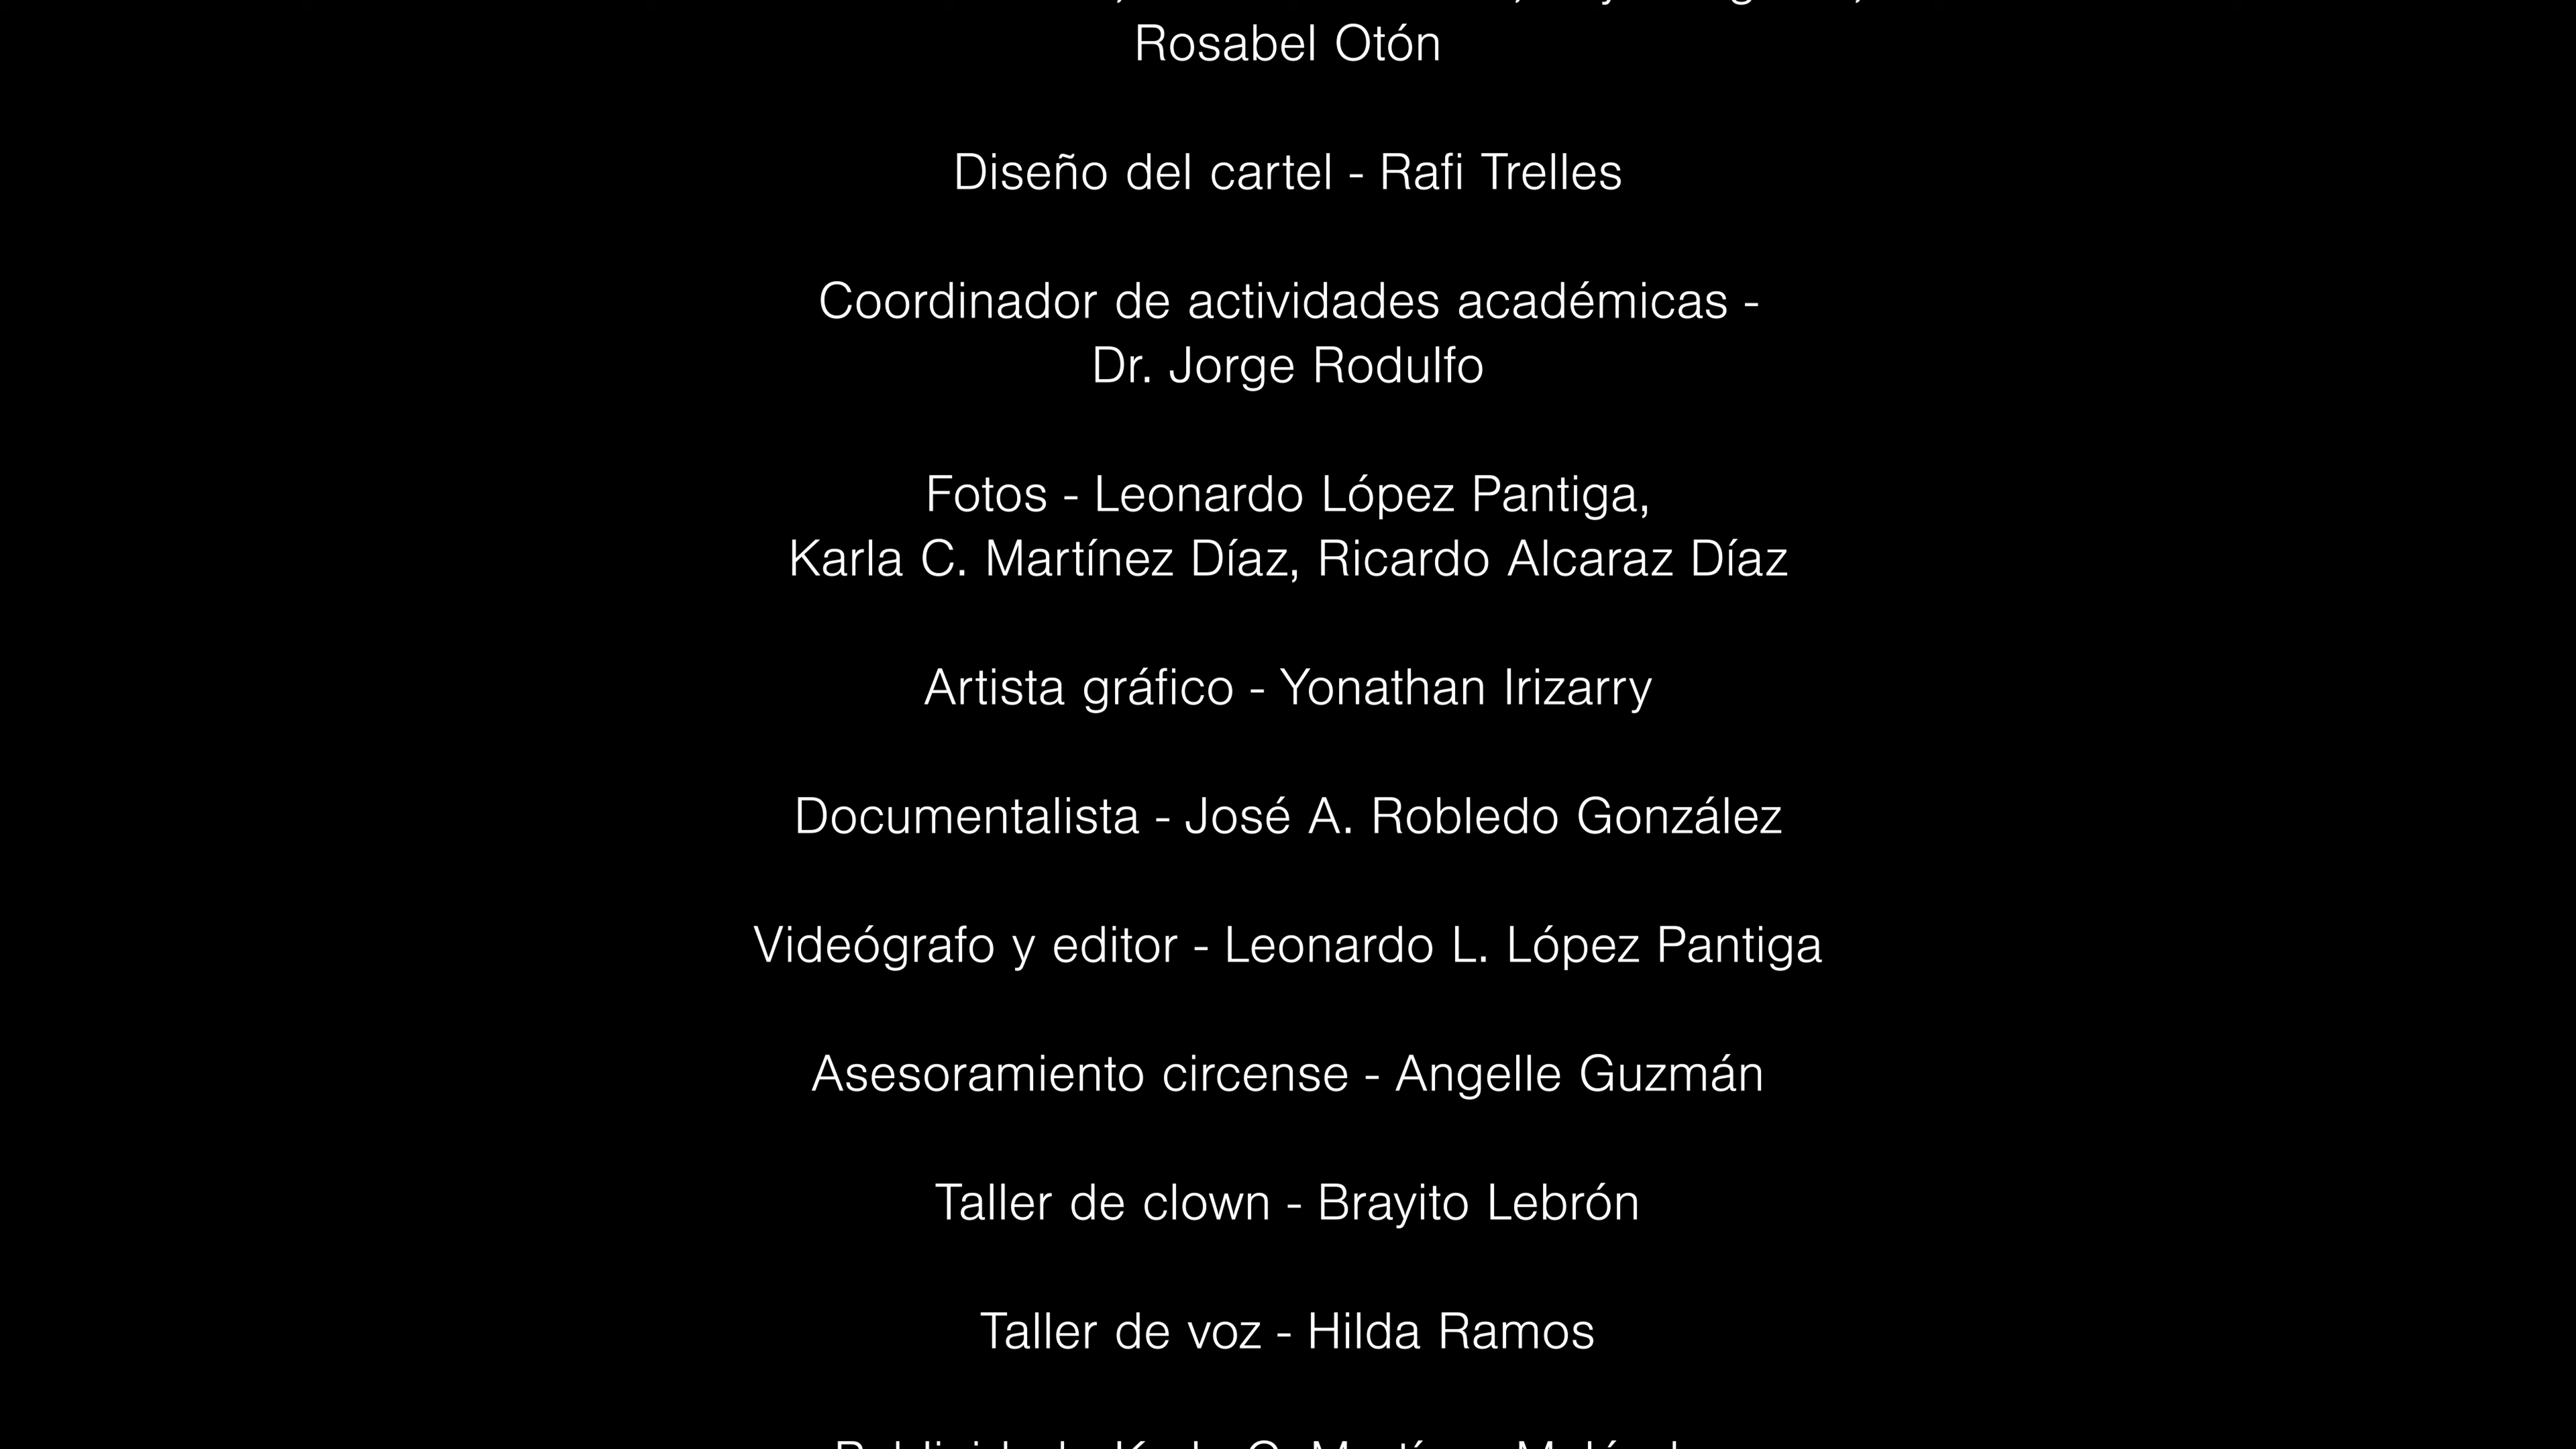 Rosabel Otón
Diseño del cartel - Rafi Trelles
Coordinador de actividades académicas -
Dr. Jorge Rodulfo
Fotos - Leonardo López Pantiga,
Karla C. Martínez Díaz, Ricardo Alcaraz Díaz
Artista gráfico - Yonathan Irizarry
Documentalista - José A. Robledo González
Videógrafo y editor - Leonardo L. López Pantiga
Asesoramiento circense - Angelle Guzmán
Taller de clown - Brayito Lebrón
Taller de voz - Hilda Ramos